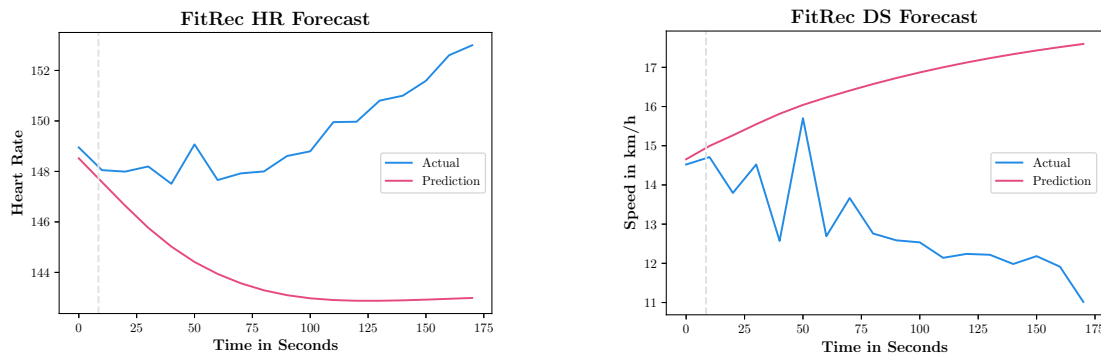 FitRec HR Forecast
152
150
148
146
144
Heart Rate
Actual
Prediction
0
25
50
75
100
125
150
175
Time in Seconds
FitRec DS Forecast
17
16
15
14
13
12
11
Speed in km/h
Actual
Prediction
0
25
50
75
100
125
150
175
Time in Seconds